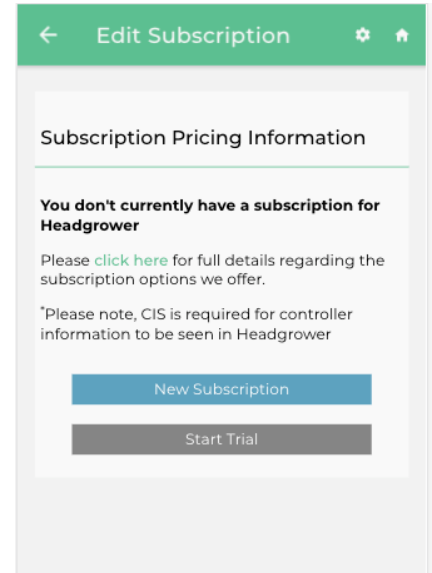 Edit Subscription
Subscription Pricing Information
You don't currently have a subscription for
Headgrower
Please click here for full details regarding the
subscription options we offer.
*Please note, CIS is required for controller
information to be seen in Headgrower
New Subscription
Start Trial